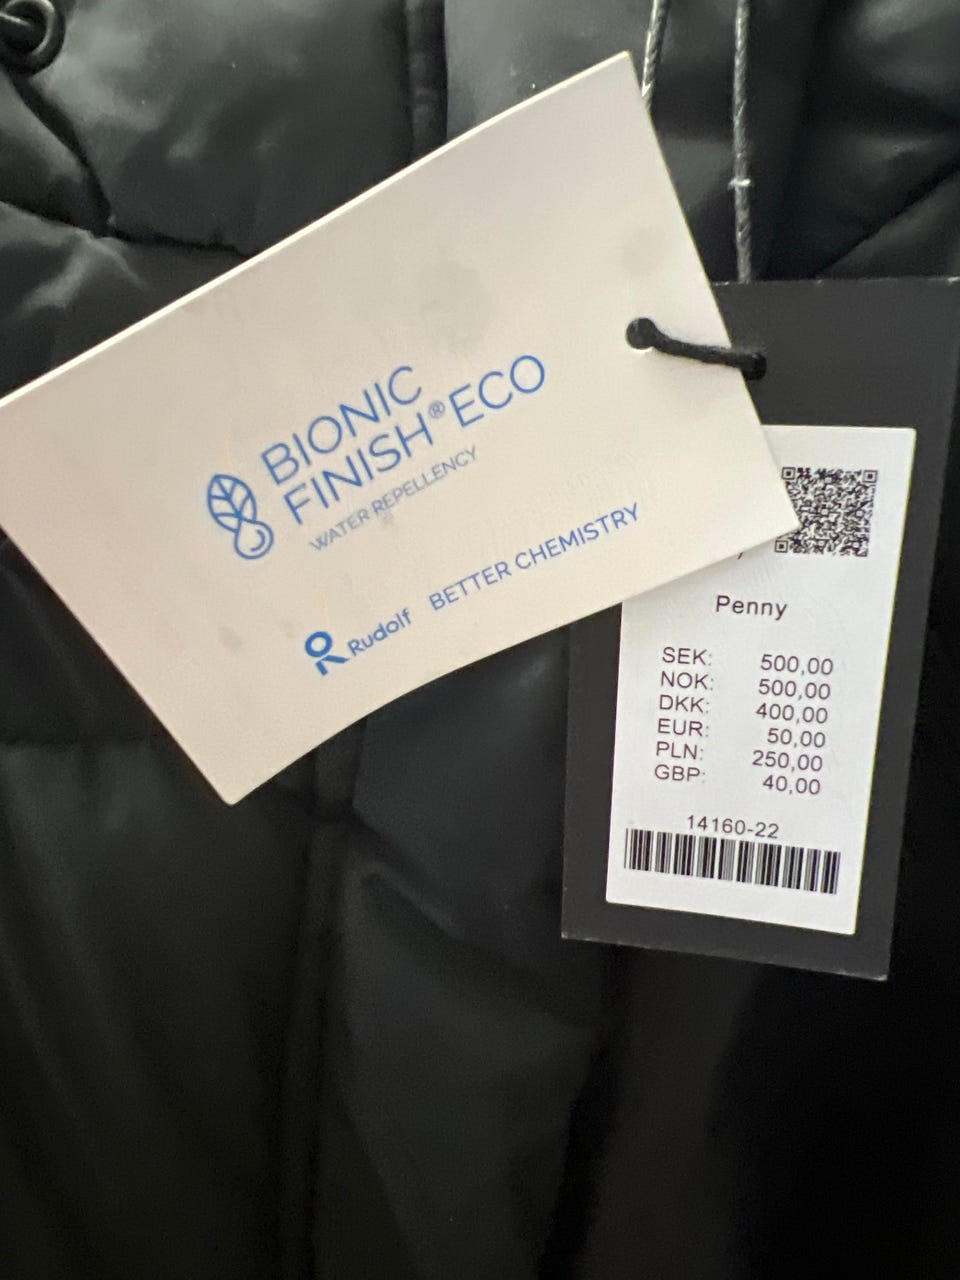 BIONIC
FINISH® ECO
WATER REPELLENCY
Rudolf BETTER CHEMISTRY
Penny
SEK: 500,00
NOK: 500,00
DKK: 400,00
EUR: 50,00
PLN: 250,00
GBP: 40,00
14160-22